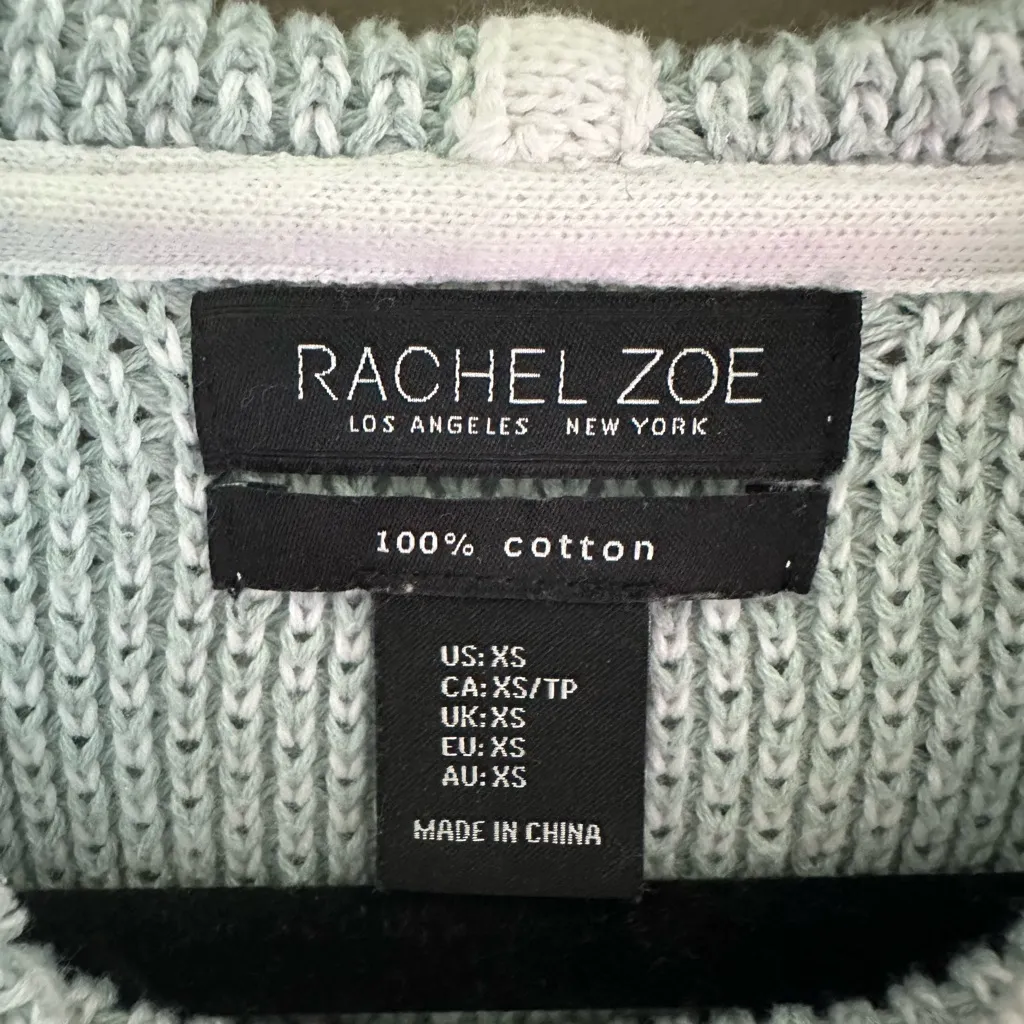 RACHEL ZOE
LOS ANGELES NEW YORK
100% cotton
US: XS
CA: XS/TP
UK: XS
EU: XS
AU: XS
MADE IN CHINA